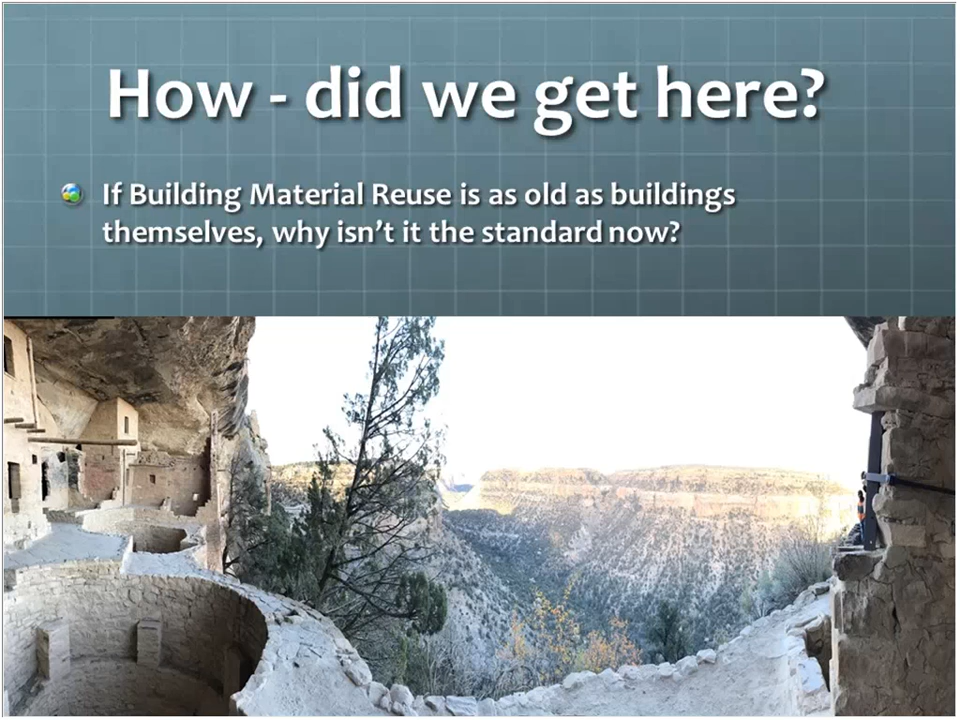 How - did we get here?
If Building Material Reuse is as old as buildings
themselves, why isn't it the standard now?